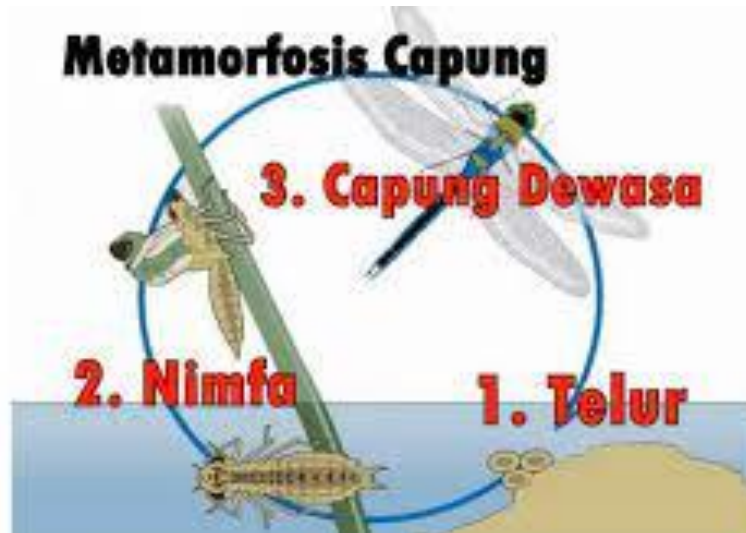 Metamorfosis Capung
3. Capung Dewasa
2. Nimfa
1. Telur